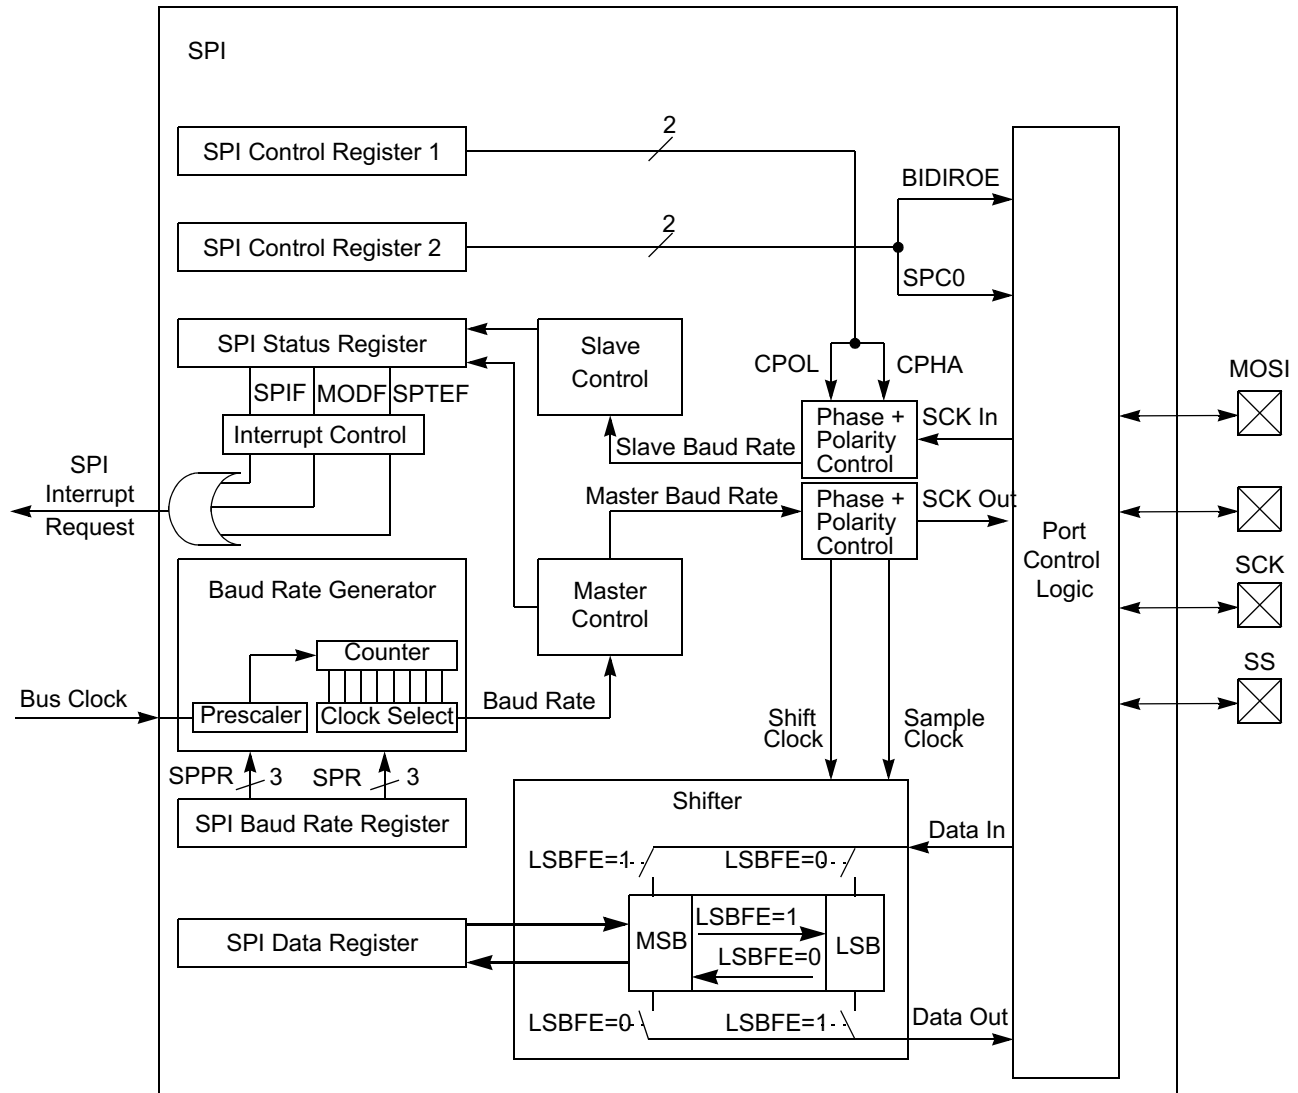 SPI
SPI Control Register 1
2
BIDIROE
SPI Control Register 2
2
SPC0
SPI Status Register
Slave
Control
CPOL
CPHA
MOSI
SPIF
MODF
SPTEF
Interrupt Control
Phase +
Polarity
Control
SCK In
Slave Baud Rate
SPI
Interrupt
Request
Master Baud Rate
Phase +
Polarity
Control
SCK Out
Port
Control
Logic
SCK
Baud Rate Generator
Master
Control
Counter
SS
Bus Clock
Prescaler
Clock Select
Baud Rate
Shift
Clock
Sample
Clock
SPPR
3
SPR
3
SPI Baud Rate Register
Shifter
Data In
LSBFE=1
LSBFE=0
SPI Data Register
MSB
LSBFE=1
LSBFE=0
LSB
LSBFE=0
LSBFE=1
Data Out